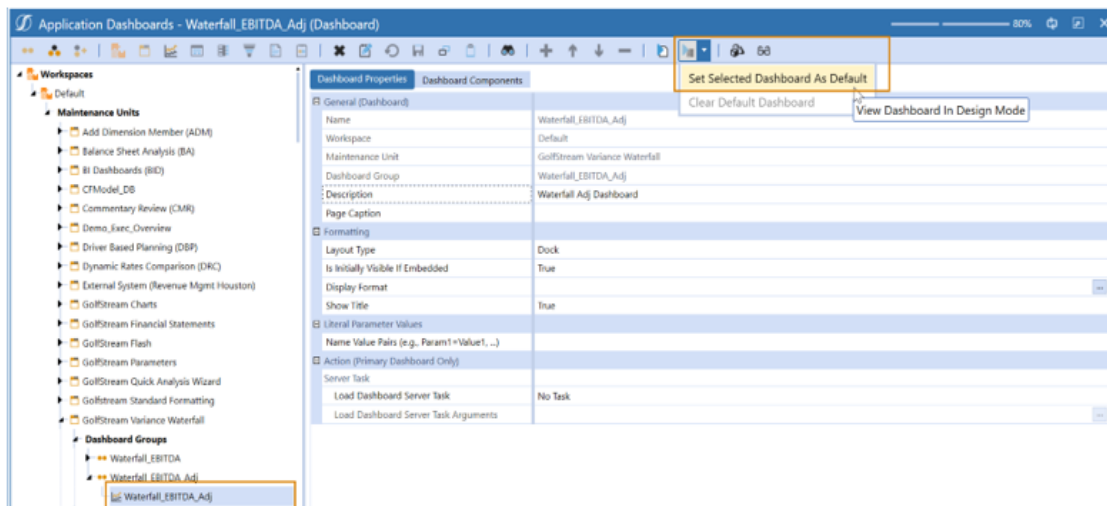 Application Dashboards - Waterfall_EBITDA_Adj (Dashboard)
80%
Workspaces
Default
Maintenance Units
Add Dimension Member (ADM)
Balance Sheet Analysis (BA)
BI Dashboards (BID)
CFModel_DB
Commentary Review (CMR)
Demo_Exec_Overview
Driver Based Planning (DBP)
Dynamic Rates Comparison (DRC)
External System (Revenue Mgmt Houston)
GolfStream Charts
GolfStream Financial Statements
GolfStream Flash
GolfStream Parameters
GolfStream Quick Analysis Wizard
Golfstream Standard Formatting
GolfStream Variance Waterfall
Dashboard Groups
Waterfall_EBITDA
Waterfall_EBITDA_Adj
Waterfall_EBITDA_Adj
Dashboard Properties Dashboard Components
Set Selected Dashboard As Default
Clear Default Dashboard
View Dashboard In Design Mode
General (Dashboard)
Name Waterfall_EBITDA_Adj
Workspace Default
Maintenance Unit GolfStream Variance Waterfall
Dashboard Group Waterfall_EBITDA_Adj
Description Waterfall Adj Dashboard
Page Caption
Formatting
Layout Type Dock
Is Initially Visible If Embedded True
Display Format ...
Show Title True
Literal Parameter Values
Name Value Pairs (e.g., Param1=Value1, ...)
Action (Primary Dashboard Only)
Server Task
Load Dashboard Server Task No Task
Load Dashboard Server Task Arguments ...